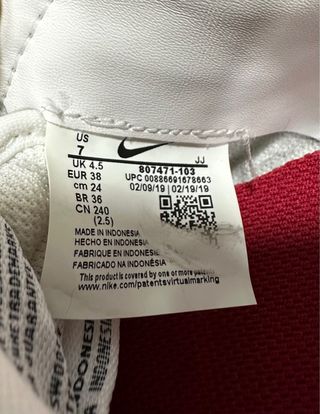 US
7 JJ
UK 4.5 807471-103
EUR 38 UPC 00886691678663
cm 24 02/09/19 02/19/19
BR 36
CN 240
(2.5)
MADE IN INDONESIA
HECHO EN INDONESIA
FABRIQUE EN INDONESIE
FABRICADO NA INDONÉSIA
This product is covered by one or more patents
www.nike.com/patentsvirtualmarking
INDONESIA
INDONESIA